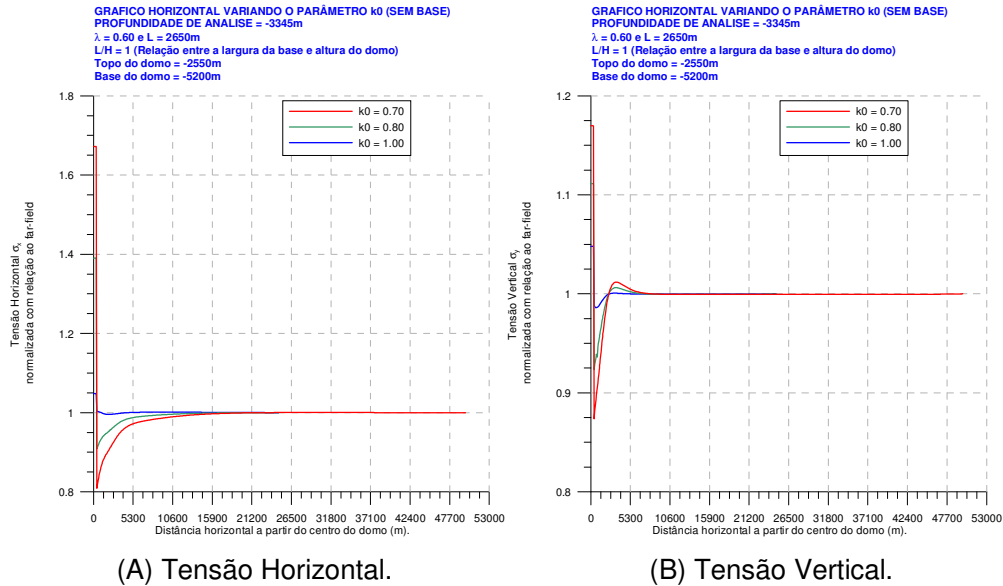 GRAFICO HORIZONTAL VARIANDO O PARÂMETRO k0 (SEM BASE)
PROFUNDIDADE DE ANALISE = -3345m
λ = 0.60 e L = 2650m
L/H = 1 (Relação entre a largura da base e altura do domo)
Topo do domo = -2550m
Base do domo = -5200m
1.8
1.6
1.4
1.2
1
0.8
Tensão Horizontal σx
normalizada com relação ao far-field
k0 = 0.70
k0 = 0.80
k0 = 1.00
0 5300 10600 15900 21200 26500 31800 37100 42400 47700 53000
Distância horizontal a partir do centro do domo (m).
(A) Tensão Horizontal.
GRAFICO HORIZONTAL VARIANDO O PARÂMETRO k0 (SEM BASE)
PROFUNDIDADE DE ANALISE = -3345m
λ = 0.60 e L = 2650m
L/H = 1 (Relação entre a largura da base e altura do domo)
Topo do domo = -2550m
Base do domo = -5200m
1.2
1.1
1
0.9
0.8
Tensão Vertical σy
normalizada com relação ao far-field
k0 = 0.70
k0 = 0.80
k0 = 1.00
0 5300 10600 15900 21200 26500 31800 37100 42400 47700 53000
Distância horizontal a partir do centro do domo (m).
(B) Tensão Vertical.